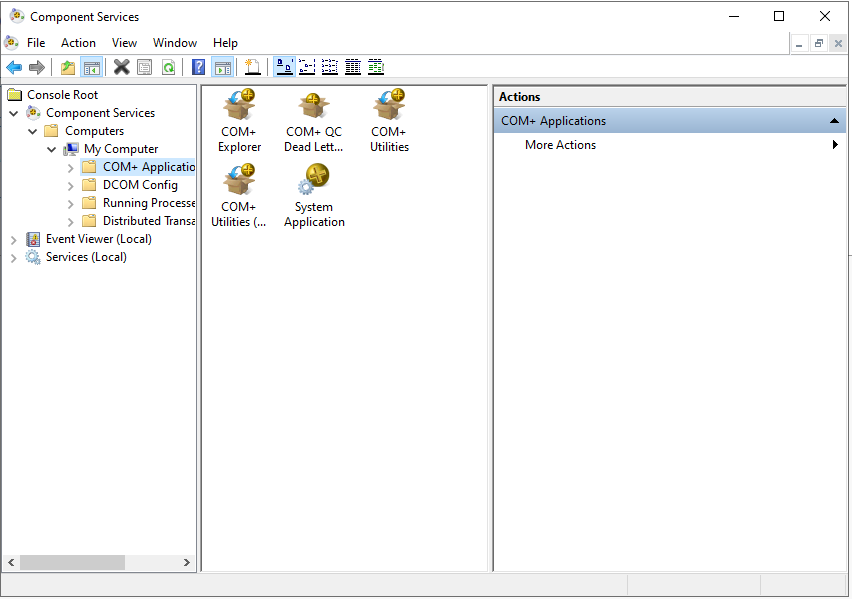 Component Services
File Action View Window Help
Console Root
Component Services
Computers
My Computer
COM+ Applicatio
DCOM Config
Running Processe
Distributed Transa
Event Viewer (Local)
Services (Local)
COM+
Explorer
COM+ QC
Dead Lett...
COM+
Utilities
COM+
Utilities (...
System
Application
Actions
COM+ Applications
More Actions